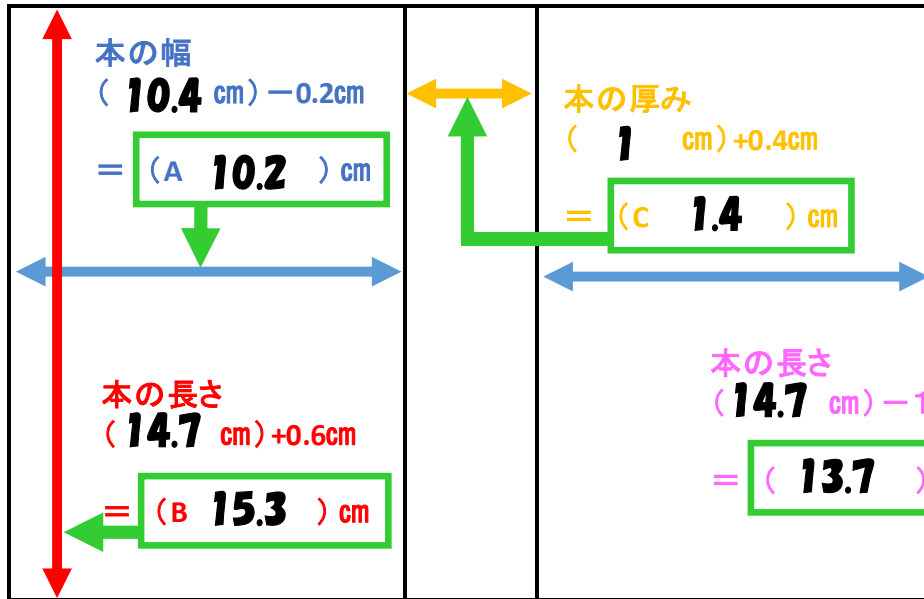 本の幅
( 10.4 cm)－0.2cm
＝ (A 10.2 ) cm
本の厚み
( 1 cm)+0.4cm
＝ (C 1.4 ) cm
本の長さ
( 14.7 cm)+0.6cm
＝ (B 15.3 ) cm
本の長さ
( 14.7 cm)－1
＝ ( 13.7 )